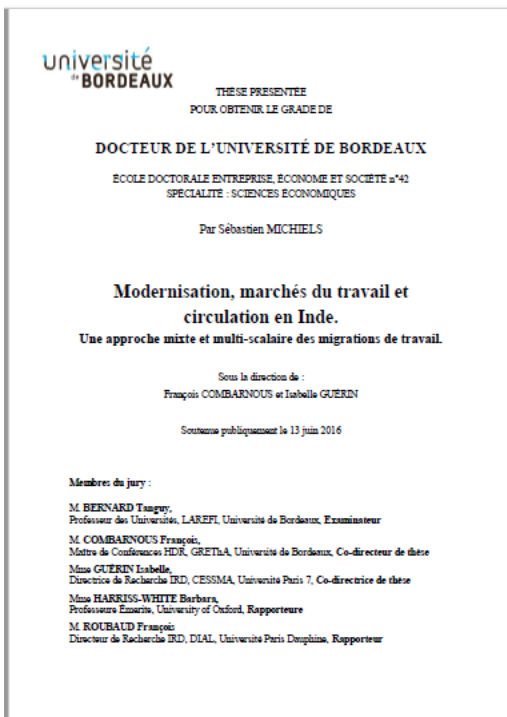 université
de BORDEAUX
THÈSE PRESENTÉE
POUR OBTENIR LE GRADE DE
DOCTEUR DE L'UNIVERSITÉ DE BORDEAUX
ÉCOLE DOCTORALE ENTREPRISE, ÉCONOME ET SOCIÉTÉ n°42
SPÉCIALITÉ : SCIENCES ÉCONOMIQUES
Par Sébastien MICHIELS
Modernisation, marchés du travail et
circulation en Inde.
Une approche mixte et multi-scalaire des migrations de travail.
Sous la direction de :
François COMBARNOUS et Isabelle GUÉRIN
Soutenue publiquement le 13 juin 2016
Membres du jury :
M. BERNARD Tanguy,
Professeur des Universités, LAREFI, Université de Bordeaux, Examinateur
M. COMBARNOUS François,
Maître de Conférences HDR, GREThA, Université de Bordeaux, Co-directeur de thèse
Mme GUÉRIN Isabelle,
Directrice de Recherche IRD, CESSMA, Université Paris 7, Co-directrice de thèse
Mme HARRISS-WHITE Barbara,
Professeure Émerite, University of Oxford, Rapporteure
M. ROUBAUD François
Directeur de Recherche IRD, DIAL, Université Paris Dauphine, Rapporteur